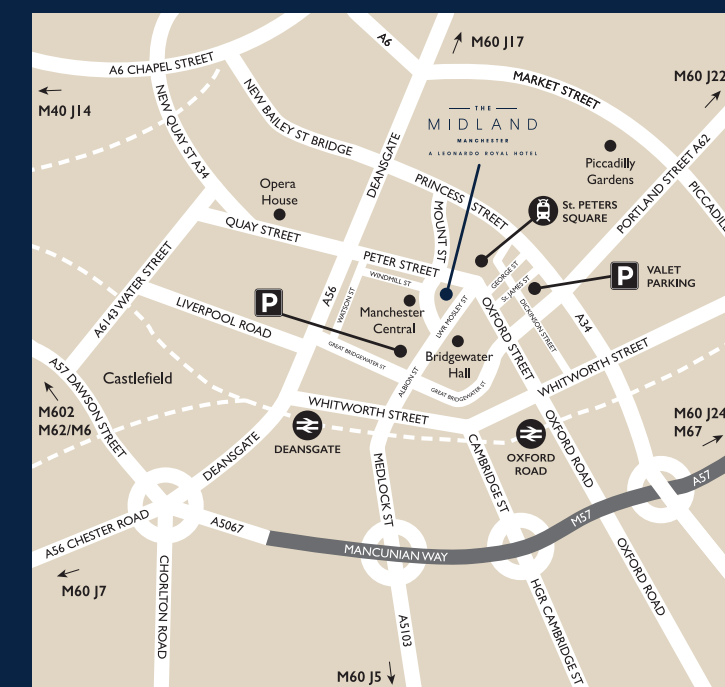 A6
M60 J17
A6 CHAPEL STREET
MARKET STREET
M60 J22
M40 J14
NEW QUAY ST A34
NEW BAILEY ST BRIDGE
THE
MIDLAND
MANCHESTER
A LEONARDO ROYAL HOTEL
DEANSGATE
Piccadilly
Gardens
PORTLAND STREET A62
PICCADILL
Opera
House
PRINCESS STREET
MOUNT ST
St. PETERS
SQUARE
QUAY STREET
PETER STREET
WINDMILL ST
GEORGE ST
ST. JAMES ST
P
VALET
PARKING
A6143 WATER STREET
P
A56
WATSON ST
Manchester
Central
LWR MOSLEY ST
OXFORD STREET
DICKINSON STREET
A34
LIVERPOOL ROAD
GREAT BRIDGEWATER ST
Bridgewater
Hall
ALBION ST
GREAT BRIDGEWATER ST
WHITWORTH STREET
Castlefield
A57 DAWSON STREET
M602
M62/M6
WHITWORTH STREET
DEANSGATE
DEANSGATE
MEDLOCK ST
CAMBRIDGE ST
OXFORD
ROAD
OXFORD ROAD
M60 J24
M67
A57
A56 CHESTER ROAD
A5067
MANCUNIAN WAY
M57
M60 J7
CHORLTON ROAD
A5103
HGR CAMBRIDGE ST
OXFORD ROAD
M60 J5